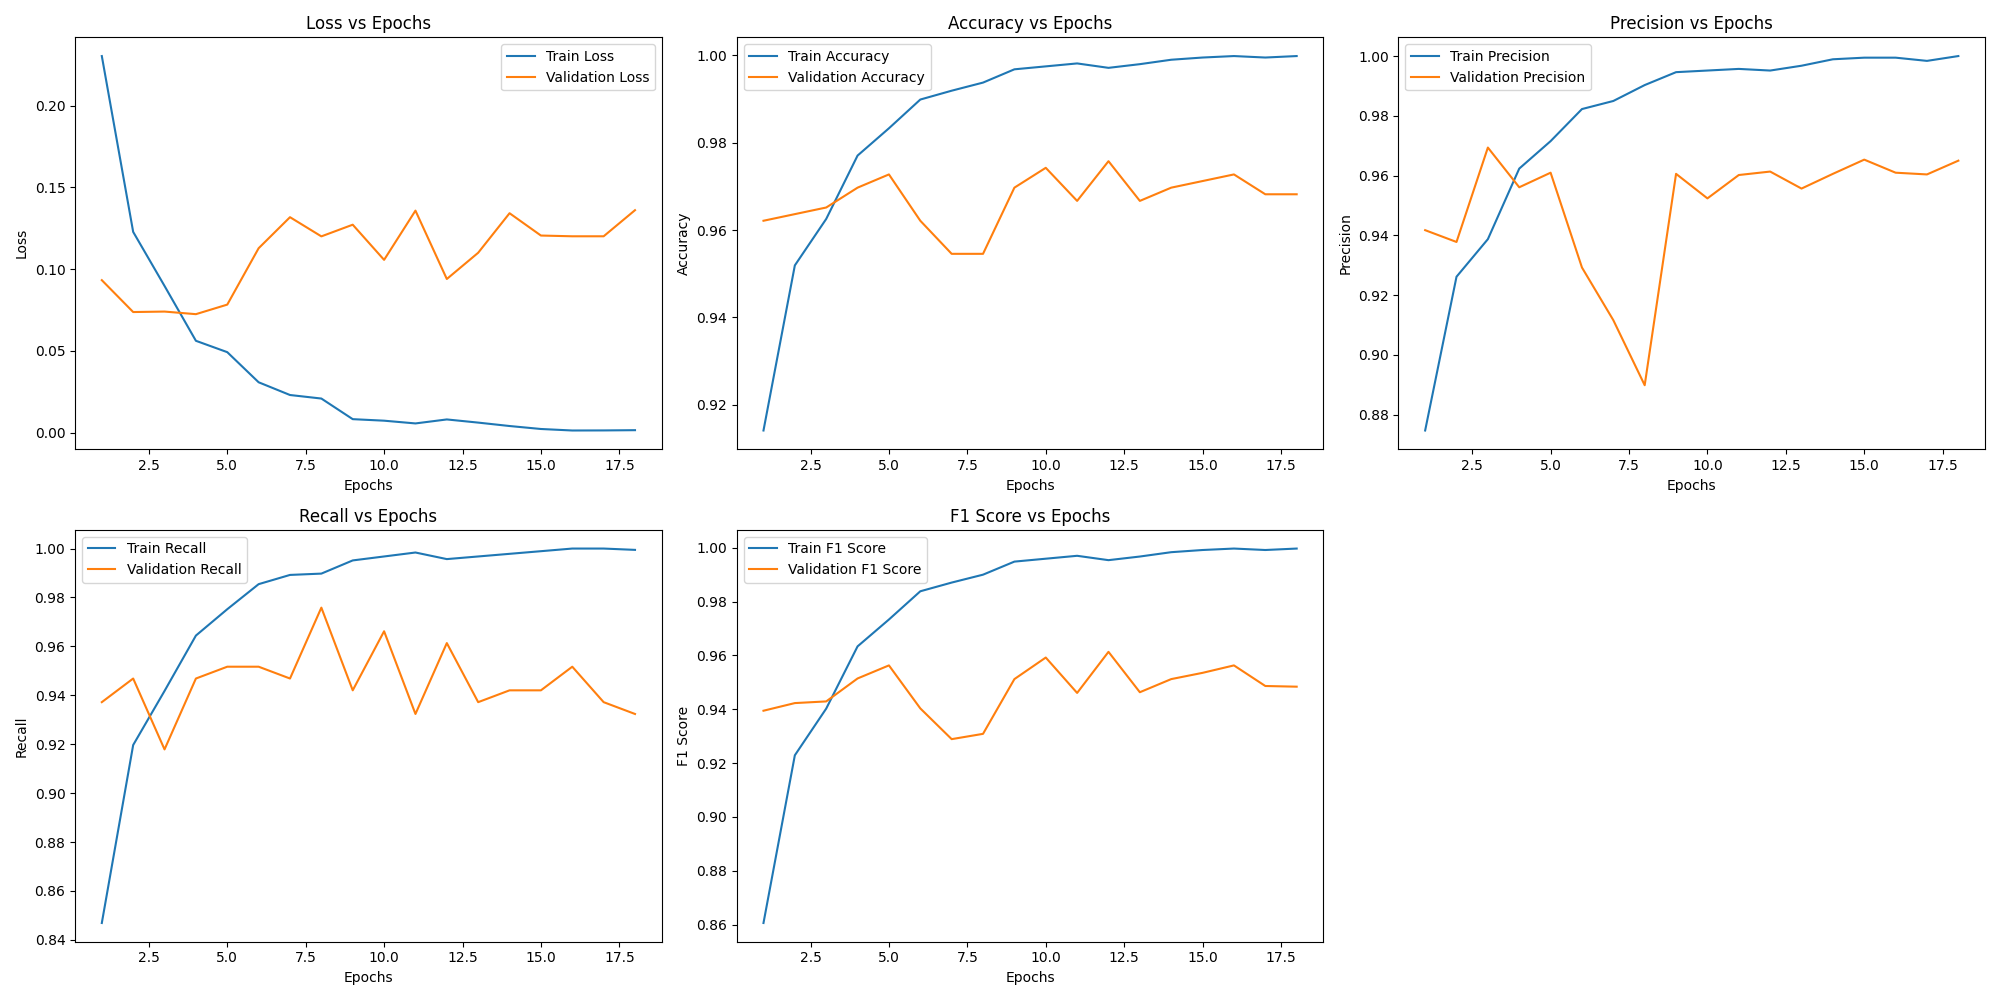 Loss vs Epochs
Train Loss
Validation Loss
0.20
0.15
0.10
0.05
0.00
Loss
2.5 5.0 7.5 10.0 12.5 15.0 17.5
Epochs
Accuracy vs Epochs
Train Accuracy
Validation Accuracy
1.00
0.98
0.96
0.94
0.92
Accuracy
2.5 5.0 7.5 10.0 12.5 15.0 17.5
Epochs
Precision vs Epochs
Train Precision
Validation Precision
1.00
0.98
0.96
0.94
0.92
0.90
0.88
Precision
2.5 5.0 7.5 10.0 12.5 15.0 17.5
Epochs
Recall vs Epochs
Train Recall
Validation Recall
1.00
0.98
0.96
0.94
0.92
0.90
0.88
0.86
0.84
Recall
2.5 5.0 7.5 10.0 12.5 15.0 17.5
Epochs
F1 Score vs Epochs
Train F1 Score
Validation F1 Score
1.00
0.98
0.96
0.94
0.92
0.90
0.88
0.86
F1 Score
2.5 5.0 7.5 10.0 12.5 15.0 17.5
Epochs